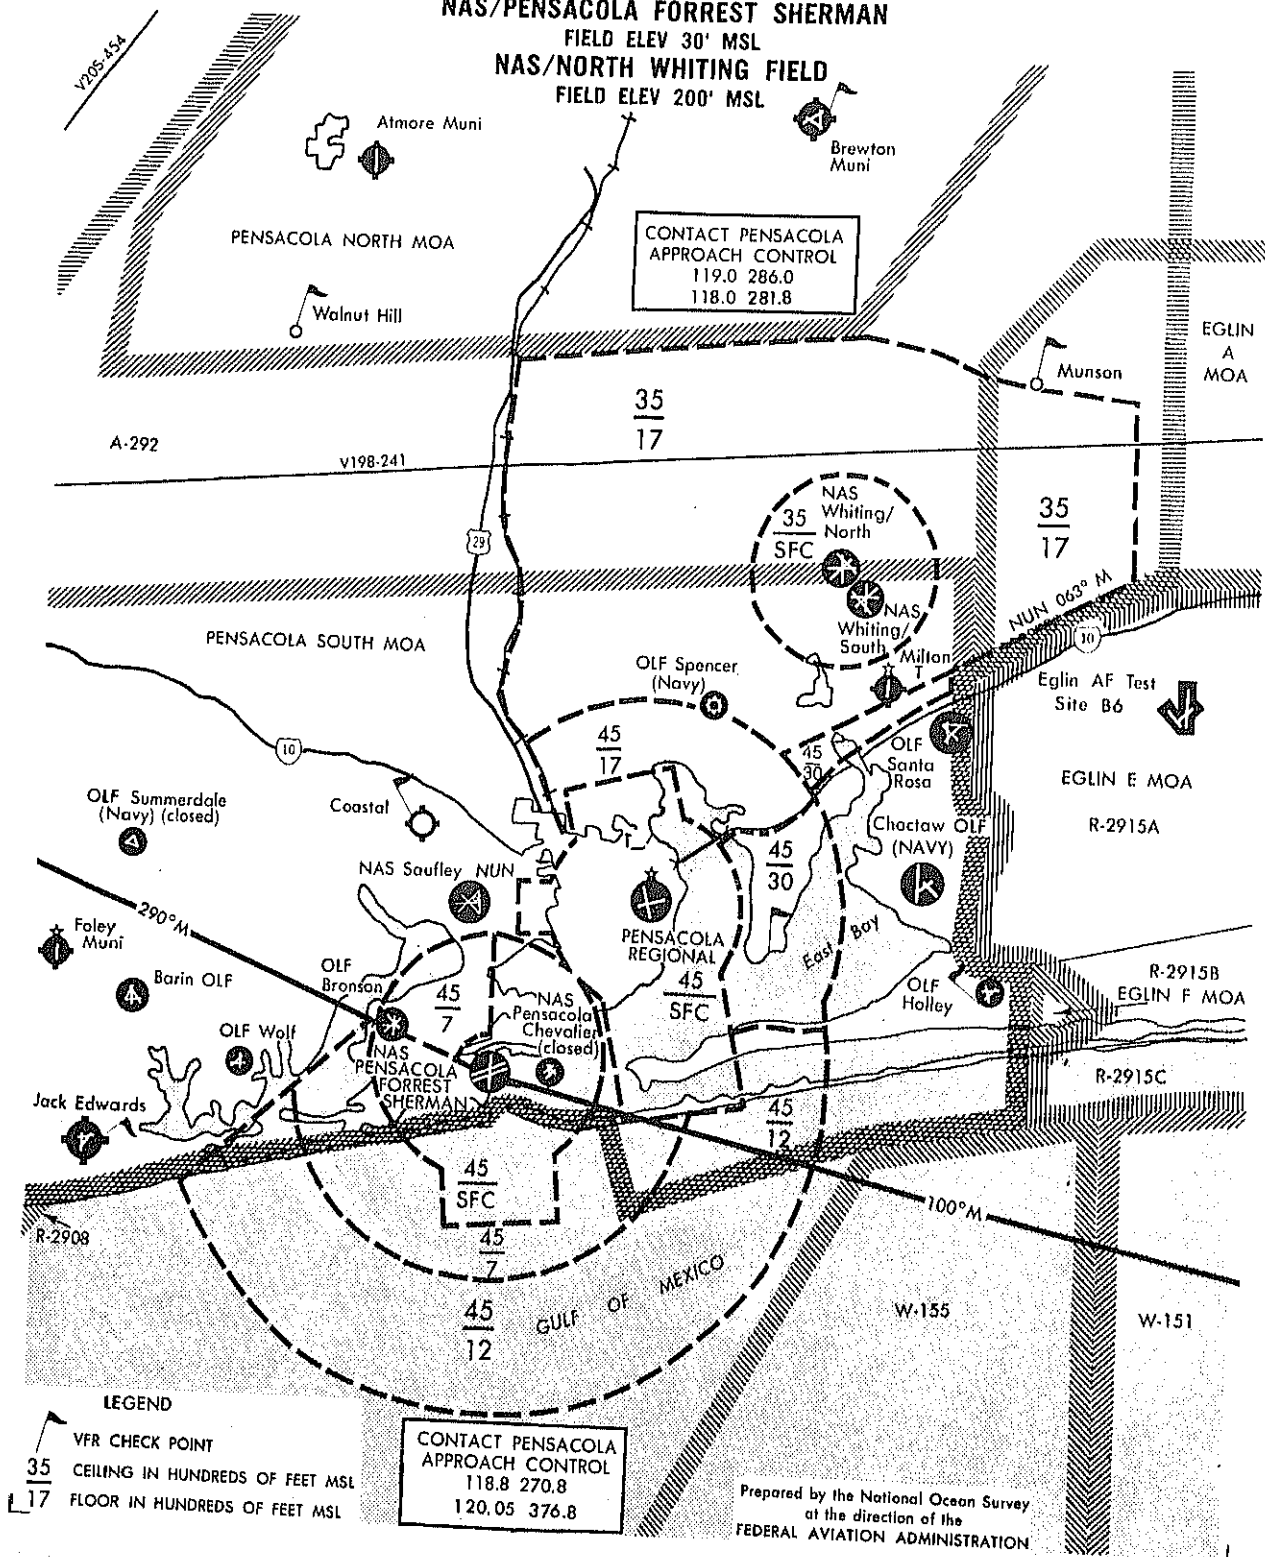 NAS/PENSACOLA FORREST SHERMAN
FIELD ELEV 30' MSL
NAS/NORTH WHITING FIELD
FIELD ELEV 200' MSL
V205-454
Atmore Muni
Brewton
Muni
PENSACOLA NORTH MOA
CONTACT PENSACOLA
APPROACH CONTROL
119.0 286.0
118.0 281.8
Walnut Hill
EGLIN
A
MOA
Munson
35
17
A-292
V198-241
NAS
Whiting/
North
35
SFC
35
17
29
NAS
Whiting/
South
NUN 063° M
10
PENSACOLA SOUTH MOA
OLF Spencer
(Navy)
Milton
T
Eglin AF Test
Site B6
10
45
17
45
30
OLF
Santa
Rosa
EGLIN E MOA
R-2915A
OLF Summerdale
(Navy) (closed)
Coastal
Choctaw OLF
(NAVY)
45
30
NAS Saufley NUN
290°M
Foley
Muni
PENSACOLA
REGIONAL
East Bay
Barin OLF
OLF
Bronson
45
7
45
SFC
NAS
Pensacola
Chevalier
(closed)
OLF
Holley
R-2915B
EGLIN F MOA
OLF Wolf
NAS
PENSACOLA
FORREST
SHERMAN
R-2915C
Jack Edwards
45
12
45
SFC
100°M
R-2908
45
7
GULF OF MEXICO
45
12
W-155
W-151
LEGEND
VFR CHECK POINT
35 CEILING IN HUNDREDS OF FEET MSL
17 FLOOR IN HUNDREDS OF FEET MSL
CONTACT PENSACOLA
APPROACH CONTROL
118.8 270.8
120.05 376.8
Prepared by the National Ocean Survey
at the direction of the
FEDERAL AVIATION ADMINISTRATION